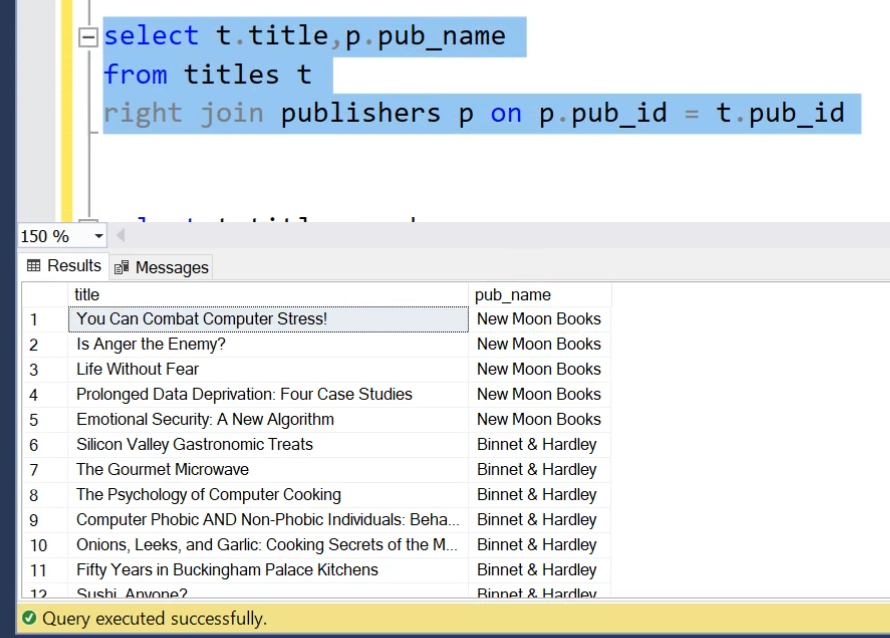 select t.title,p.pub_name
from titles t
right join publishers p on p.pub_id = t.pub_id
150 %
Results Messages
title pub_name
1 You Can Combat Computer Stress! New Moon Books
2 Is Anger the Enemy? New Moon Books
3 Life Without Fear New Moon Books
4 Prolonged Data Deprivation: Four Case Studies New Moon Books
5 Emotional Security: A New Algorithm New Moon Books
6 Silicon Valley Gastronomic Treats Binnet & Hardley
7 The Gourmet Microwave Binnet & Hardley
8 The Psychology of Computer Cooking Binnet & Hardley
9 Computer Phobic AND Non-Phobic Individuals: Beha... Binnet & Hardley
10 Onions, Leeks, and Garlic: Cooking Secrets of the M... Binnet & Hardley
11 Fifty Years in Buckingham Palace Kitchens Binnet & Hardley
12 Sushi, Anyone? Binnet & Hardley
Query executed successfully.